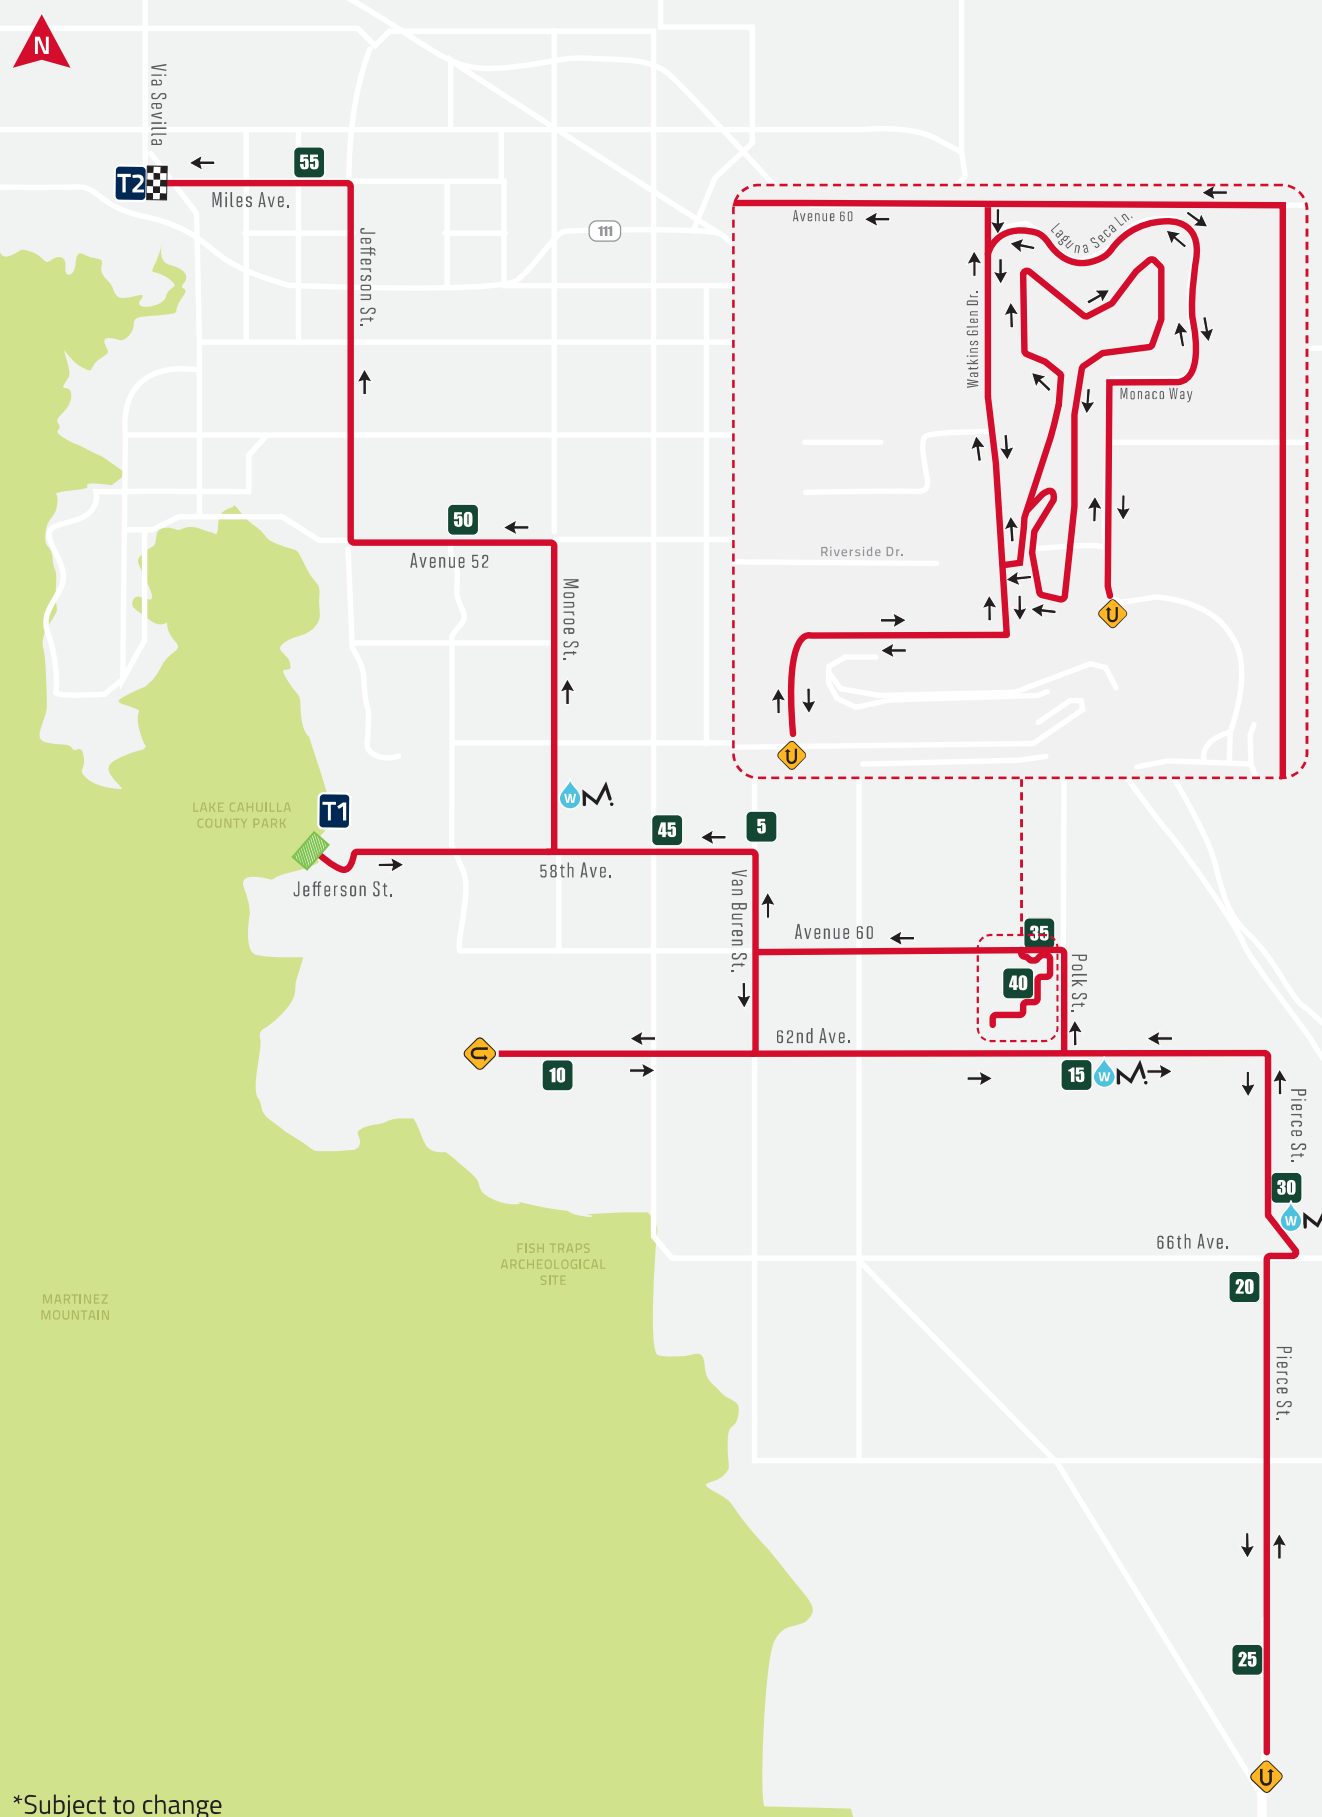 N
Via Sevilla
T2
55
Miles Ave.
Jefferson St.
111
Avenue 60
Laguna Seca Ln.
Watkins Glen Dr.
Monaco Way
Riverside Dr.
50
Avenue 52
Monroe St.
W
LAKE CAHUILLA
COUNTY PARK
T1
Jefferson St.
58th Ave.
45
5
Van Buren St.
Avenue 60
35
40
Polk St.
62nd Ave.
10
15
W
Pierce St.
30
W
66th Ave.
20
FISH TRAPS
ARCHEOLOGICAL
SITE
MARTINEZ
MOUNTAIN
Pierce St.
25
*Subject to change